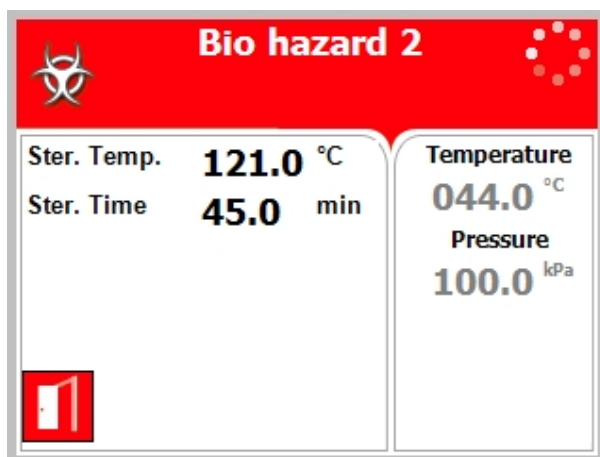 Bio hazard 2
Ster. Temp. 121.0 °C
Ster. Time 45.0 min
Temperature
044.0 °C
Pressure
100.0 kPa